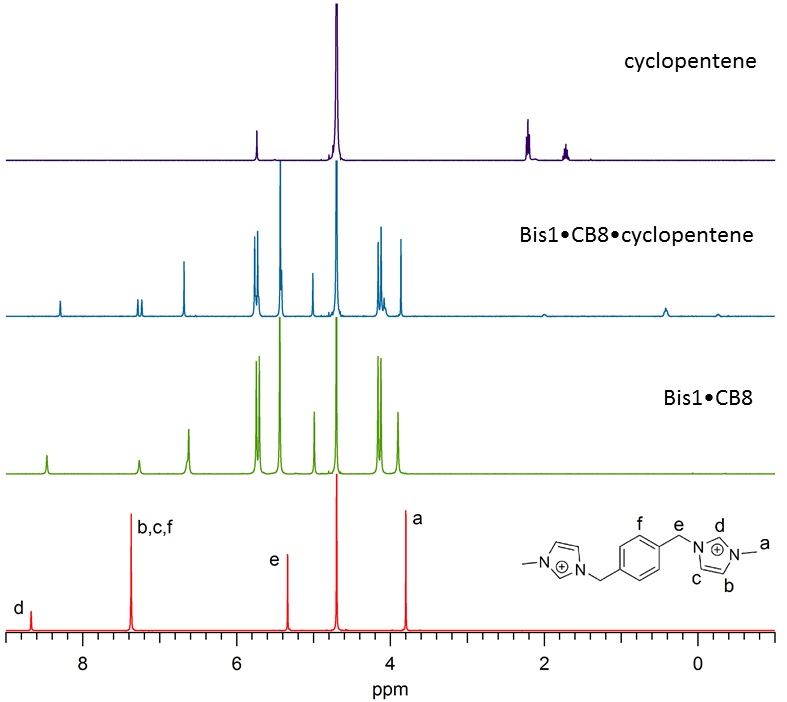 cyclopentene
Bis1•CB8•cyclopentene
Bis1•CB8
b,c,f
a
e
d
f e d
N N a
N N
c b
8 6 4 2 0
ppm